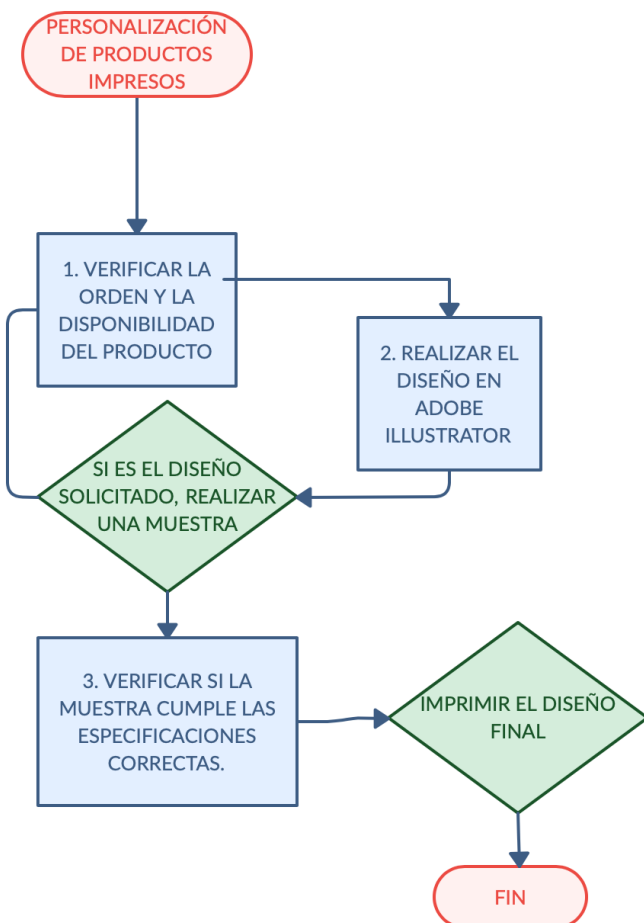 PERSONALIZACIÓN
DE PRODUCTOS
IMPRESOS
1. VERIFICAR LA
ORDEN Y LA
DISPONIBILIDAD
DEL PRODUCTO
2. REALIZAR EL
DISEÑO EN
ADOBE
ILLUSTRATOR
SI ES EL DISEÑO
SOLICITADO, REALIZAR
UNA MUESTRA
3. VERIFICAR SI LA
MUESTRA CUMPLE LAS
ESPECIFICACIONES
CORRECTAS.
IMPRIMIR EL DISEÑO
FINAL
FIN